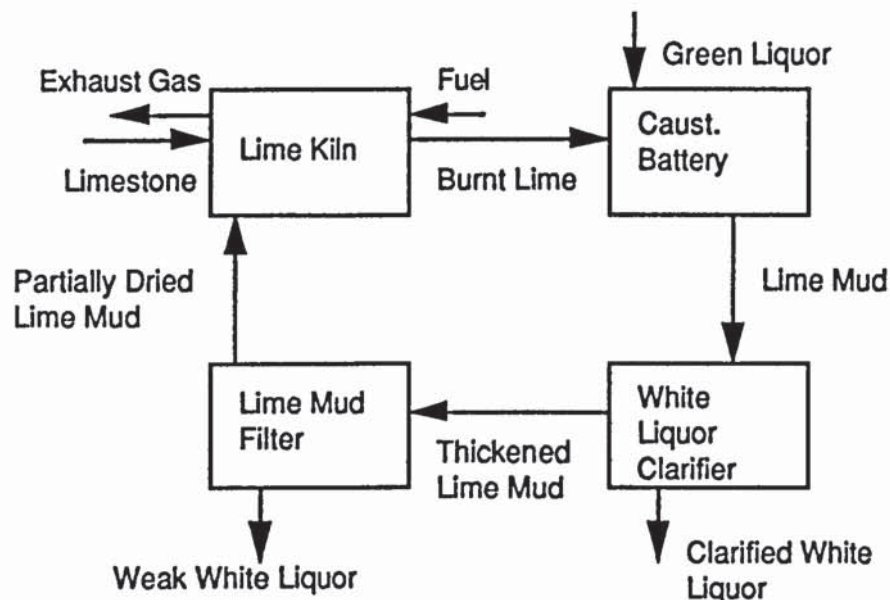 Exhaust Gas
Fuel
Green Liquor
Lime Kiln
Caust.
Battery
Limestone
Burnt Lime
Partially Dried
Lime Mud
Lime Mud
Lime Mud
Filter
White
Liquor
Clarifier
Thickened
Lime Mud
Weak White Liquor
Clarified White
Liquor